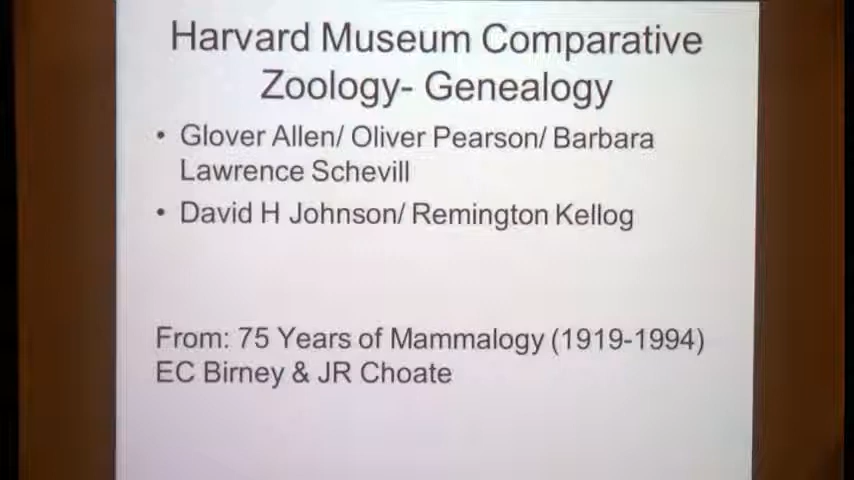 Harvard Museum Comparative
Zoology- Genealogy
• Glover Allen/ Oliver Pearson/ Barbara
Lawrence Schevill
• David H Johnson/ Remington Kellog
From: 75 Years of Mammalogy (1919-1994)
EC Birney & JR Choate